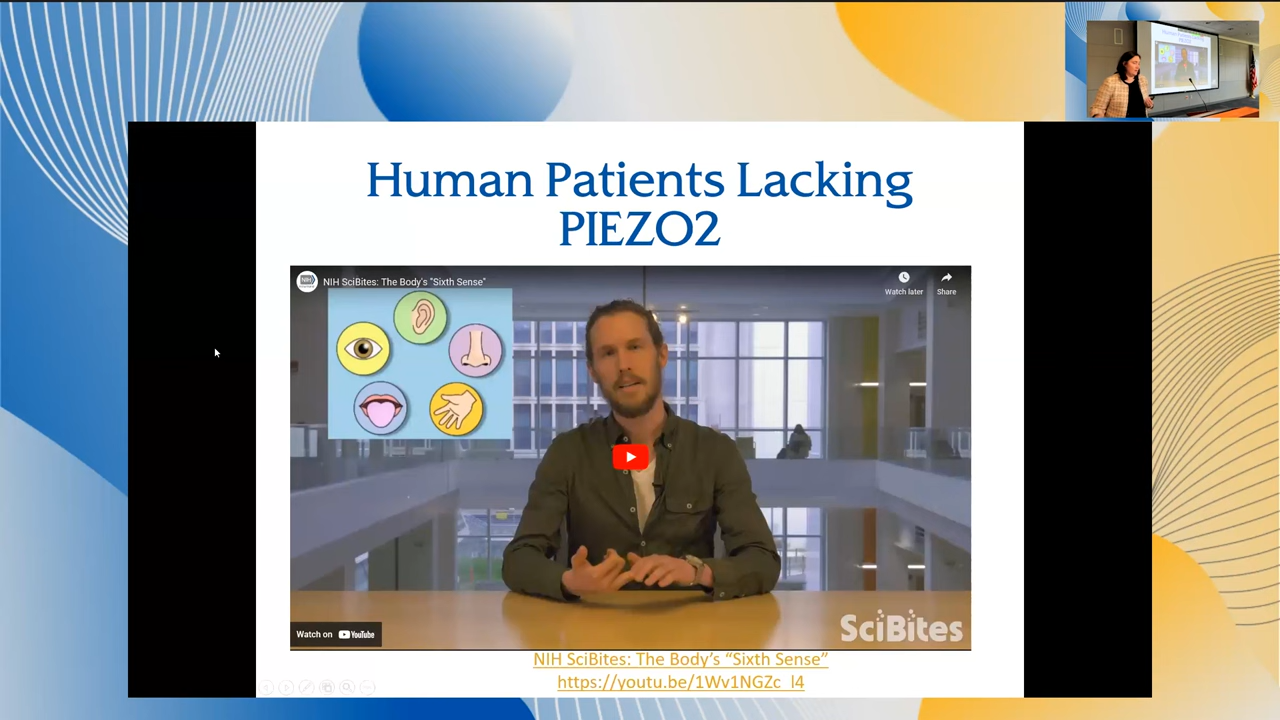 Human Patients Lacking
PIEZO2
NIH SciBites: The Body's "Sixth Sense"
Watch later
Share
Watch on YouTube
SciBites
NIH SciBites: The Body’s “Sixth Sense”
https://youtu.be/1Wv1NGZc_I4